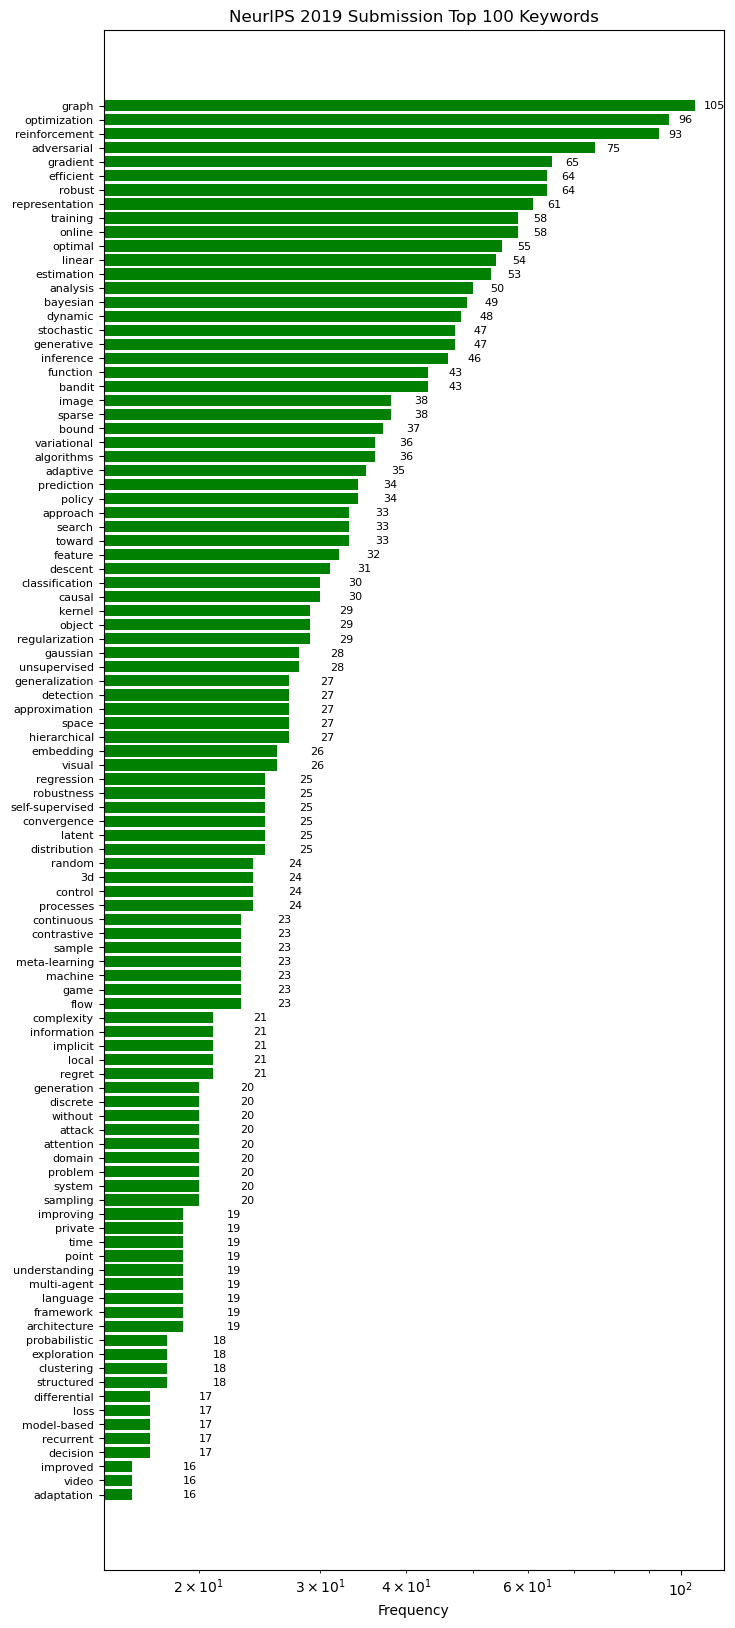 NeurIPS 2019 Submission Top 100 Keywords
graph 105
optimization 96
reinforcement 93
adversarial 75
gradient 65
efficient 64
robust 64
representation 61
training 58
online 58
optimal 55
linear 54
estimation 53
analysis 50
bayesian 49
dynamic 48
stochastic 47
generative 47
inference 46
function 43
bandit 43
image 38
sparse 38
bound 37
variational 36
algorithms 36
adaptive 35
prediction 34
policy 34
approach 33
search 33
toward 33
feature 32
descent 31
classification 30
causal 30
kernel 29
object 29
regularization 29
gaussian 28
unsupervised 28
generalization 27
detection 27
approximation 27
space 27
hierarchical 27
embedding 26
visual 26
regression 25
robustness 25
self-supervised 25
convergence 25
latent 25
distribution 25
random 24
3d 24
control 24
processes 24
continuous 23
contrastive 23
sample 23
meta-learning 23
machine 23
game 23
flow 23
complexity 21
information 21
implicit 21
local 21
regret 21
generation 20
discrete 20
without 20
attack 20
attention 20
domain 20
problem 20
system 20
sampling 20
improving 19
private 19
time 19
point 19
understanding 19
multi-agent 19
language 19
framework 19
architecture 19
probabilistic 18
exploration 18
clustering 18
structured 18
differential 17
loss 17
model-based 17
recurrent 17
decision 17
improved 16
video 16
adaptation 16
2 × 10¹ 3 × 10¹ 4 × 10¹ 6 × 10¹ 10²
Frequency